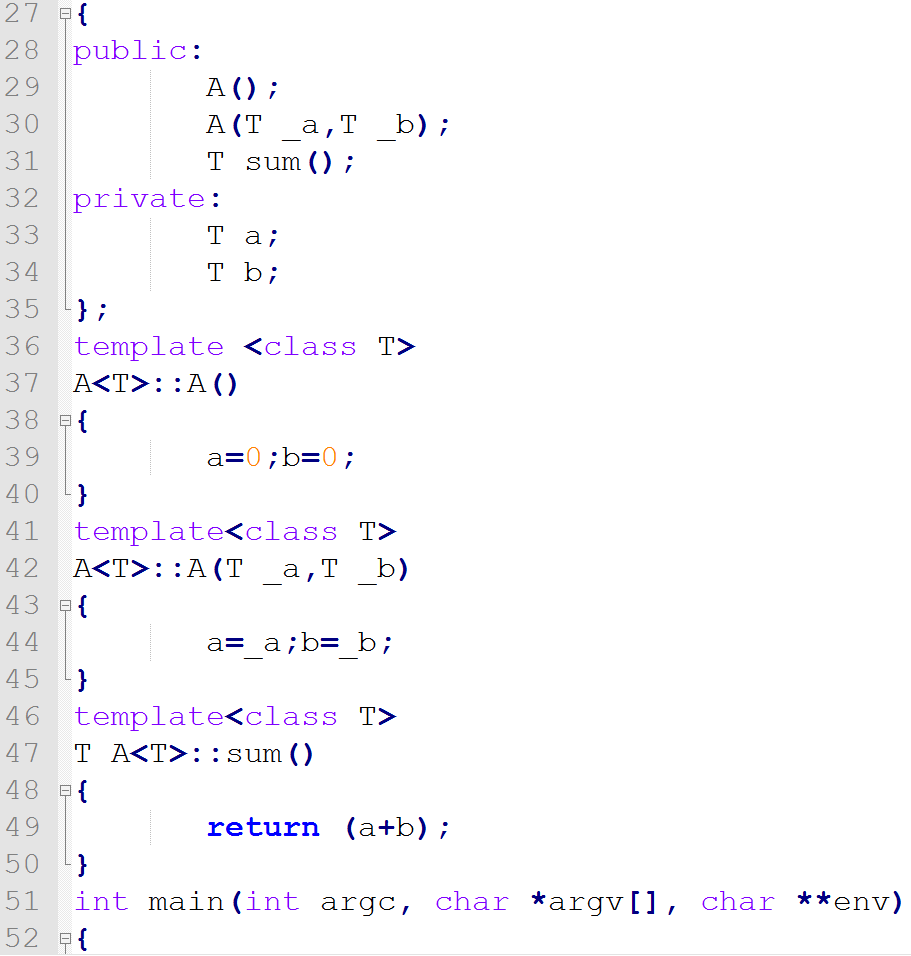 27 {
28 public:
29 A();
30 A(T _a,T _b);
31 T sum();
32 private:
33 T a;
34 T b;
35 };
36 template <class T>
37 A<T>::A()
38 {
39 a=0;b=0;
40 }
41 template<class T>
42 A<T>::A(T _a,T _b)
43 {
44 a=_a;b=_b;
45 }
46 template<class T>
47 T A<T>::sum()
48 {
49 return (a+b);
50 }
51 int main(int argc, char *argv[], char **env)
52 {